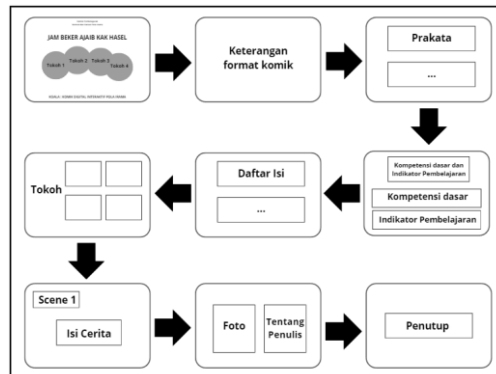 JAM BEKER AJAIB KAK HASEL
Tokoh 1
Tokoh 2
Tokoh 3
Tokoh 4
Keterangan
format komik
Prakata
...
Kompetensi dasar dan
Indikator Pembelajaran
Kompetensi dasar
Indikator Pembelajaran
Daftar Isi
...
Tokoh
Scene 1
Isi Cerita
Foto
Tentang
Penulis
Penutup